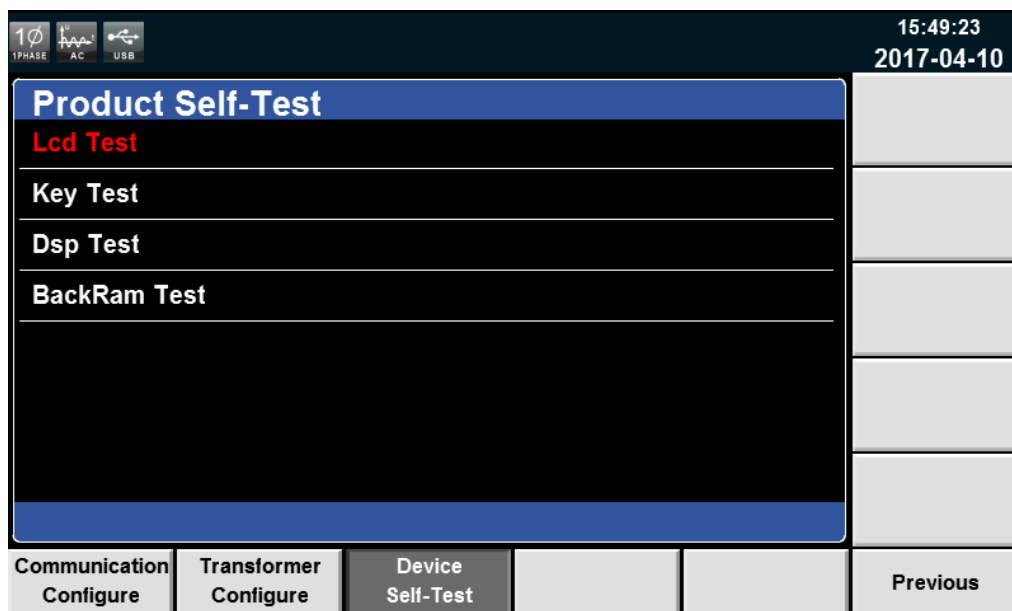 1Ø
1PHASE
AC
USB
15:49:23
2017-04-10
Product Self-Test
Lcd Test
Key Test
Dsp Test
BackRam Test
Communication
Configure
Transformer
Configure
Device
Self-Test
Previous